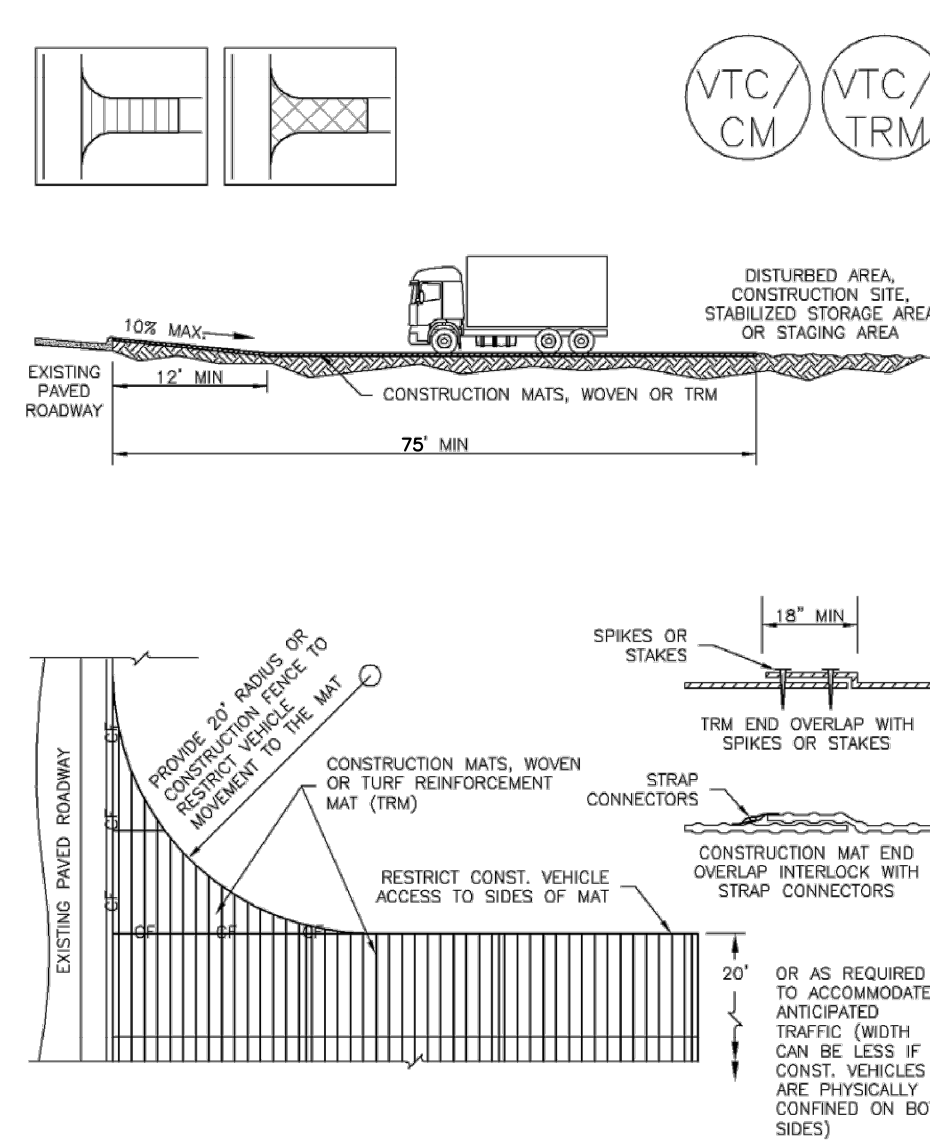 VTC/
CM
VTC/
TRM
DISTURBED AREA,
CONSTRUCTION SITE,
STABILIZED STORAGE AREA
OR STAGING AREA
10% MAX.
EXISTING
PAVED
ROADWAY
12' MIN
CONSTRUCTION MATS, WOVEN OR TRM
75' MIN
18" MIN
SPIKES OR
STAKES
TRM END OVERLAP WITH
SPIKES OR STAKES
PROVIDE 20' RADIUS OR
CONSTRUCTION FENCE TO
RESTRICT VEHICLE
MOVEMENT TO THE MAT
CONSTRUCTION MATS, WOVEN
OR TURF REINFORCEMENT
MAT (TRM)
STRAP
CONNECTORS
CONSTRUCTION MAT END
OVERLAP INTERLOCK WITH
STRAP CONNECTORS
RESTRICT CONST. VEHICLE
ACCESS TO SIDES OF MAT
EXISTING PAVED ROADWAY
CF
CF
CF
CF
CF
CF
20'
OR AS REQUIRED
TO ACCOMMODATE
ANTICIPATED
TRAFFIC (WIDTH
CAN BE LESS IF
CONST. VEHICLES
ARE PHYSICALLY
CONFINED ON
SIDES)